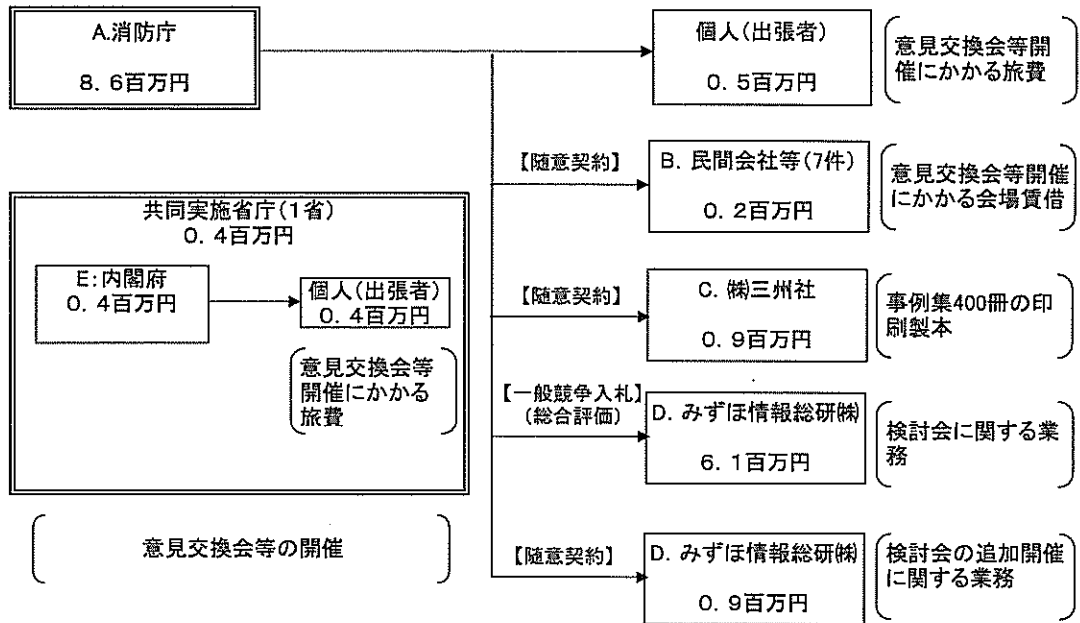 A.消防庁
8.6百万円
個人(出張者)
0.5百万円
意見交換会等開
催にかかる旅費
【随意契約】
B. 民間会社等(7件)
0.2百万円
意見交換会等開催
にかかる会場賃借
共同実施省庁(1省)
0.4百万円
E:内閣府
0.4百万円
個人(出張者)
0.4百万円
意見交換会等
開催にかかる
旅費
【随意契約】
C. ㈱三州社
0.9百万円
事例集400冊の印
刷製本
【一般競争入札】
(総合評価)
D. みずほ情報総研㈱
6.1百万円
検討会に関する業
務
意見交換会等の開催
【随意契約】
D. みずほ情報総研㈱
0.9百万円
検討会の追加開催
に関する業務